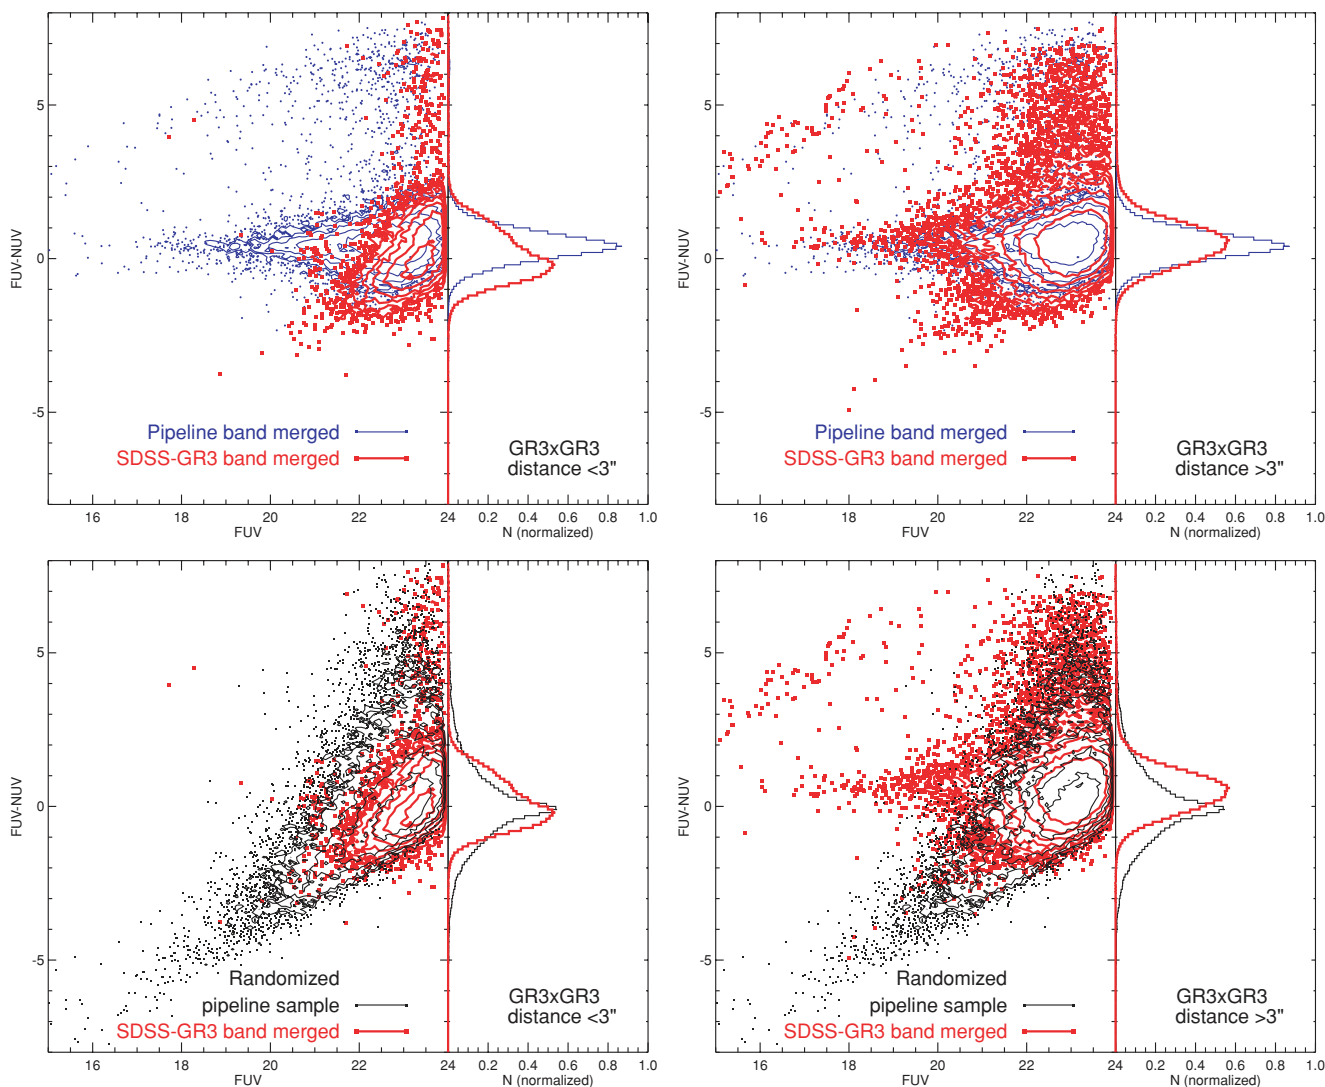 5
0
-5
FUV-NUV
Pipeline band merged
SDSS-GR3 band merged
GR3xGR3
distance <3"
16 18 20 22 24 0.2 0.4 0.6 0.8 1.0
FUV N (normalized)
5
0
-5
FUV-NUV
Pipeline band merged
SDSS-GR3 band merged
GR3xGR3
distance >3"
16 18 20 22 24 0.2 0.4 0.6 0.8 1.0
FUV N (normalized)
5
0
-5
FUV-NUV
Randomized
pipeline sample
SDSS-GR3 band merged
GR3xGR3
distance <3"
16 18 20 22 24 0.2 0.4 0.6 0.8 1.0
FUV N (normalized)
5
0
-5
FUV-NUV
Randomized
pipeline sample
SDSS-GR3 band merged
GR3xGR3
distance >3"
16 18 20 22 24 0.2 0.4 0.6 0.8 1.0
FUV N (normalized)